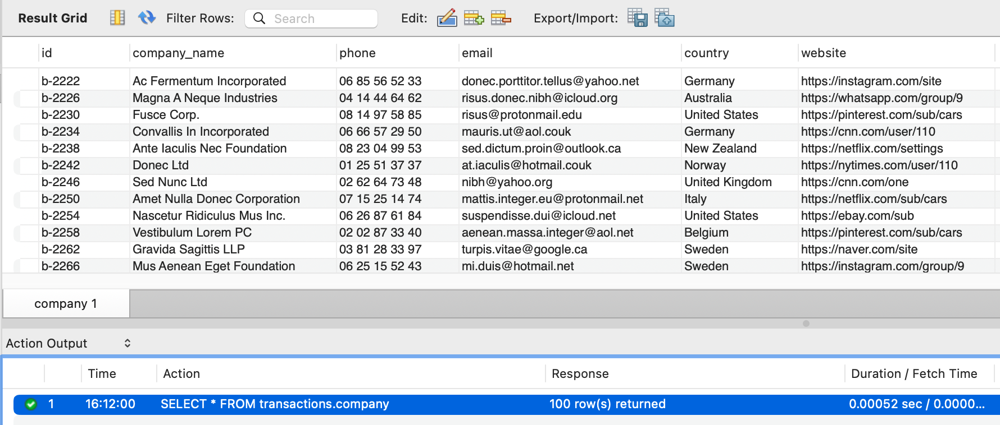 Result Grid Filter Rows: Search Edit: Export/Import:
id company_name phone email country website
b-2222 Ac Fermentum Incorporated 06 85 56 52 33 donec.porttitor.tellus@yahoo.net Germany https://instagram.com/site
b-2226 Magna A Neque Industries 04 14 44 64 62 risus.donec.nibh@icloud.org Australia https://whatsapp.com/group/9
b-2230 Fusce Corp. 08 14 97 58 85 risus@protonmail.edu United States https://pinterest.com/sub/cars
b-2234 Convallis In Incorporated 06 66 57 29 50 mauris.ut@aol.couk Germany https://cnn.com/user/110
b-2238 Ante Iaculis Nec Foundation 08 23 04 99 53 sed.dictum.proin@outlook.ca New Zealand https://netflix.com/settings
b-2242 Donec Ltd 01 25 51 37 37 at.iaculis@hotmail.couk Norway https://nytimes.com/user/110
b-2246 Sed Nunc Ltd 02 62 64 73 48 nibh@yahoo.org United Kingdom https://cnn.com/one
b-2250 Amet Nulla Donec Corporation 07 15 25 14 74 mattis.integer.eu@protonmail.net Italy https://netflix.com/sub/cars
b-2254 Nascetur Ridiculus Mus Inc. 06 26 87 61 84 suspendisse.dui@icloud.net United States https://ebay.com/sub
b-2258 Vestibulum Lorem PC 02 02 87 33 40 aenean.massa.integer@aol.net Belgium https://pinterest.com/sub/cars
b-2262 Gravida Sagittis LLP 03 81 28 33 97 turpis.vitae@google.ca Sweden https://naver.com/site
b-2266 Mus Aenean Eget Foundation 06 25 15 52 43 mi.duis@hotmail.net Sweden https://instagram.com/group/9
company 1
Action Output
Time Action Response Duration / Fetch Time
1 16:12:00 SELECT * FROM transactions.company 100 row(s) returned 0.00052 sec / 0.0000...